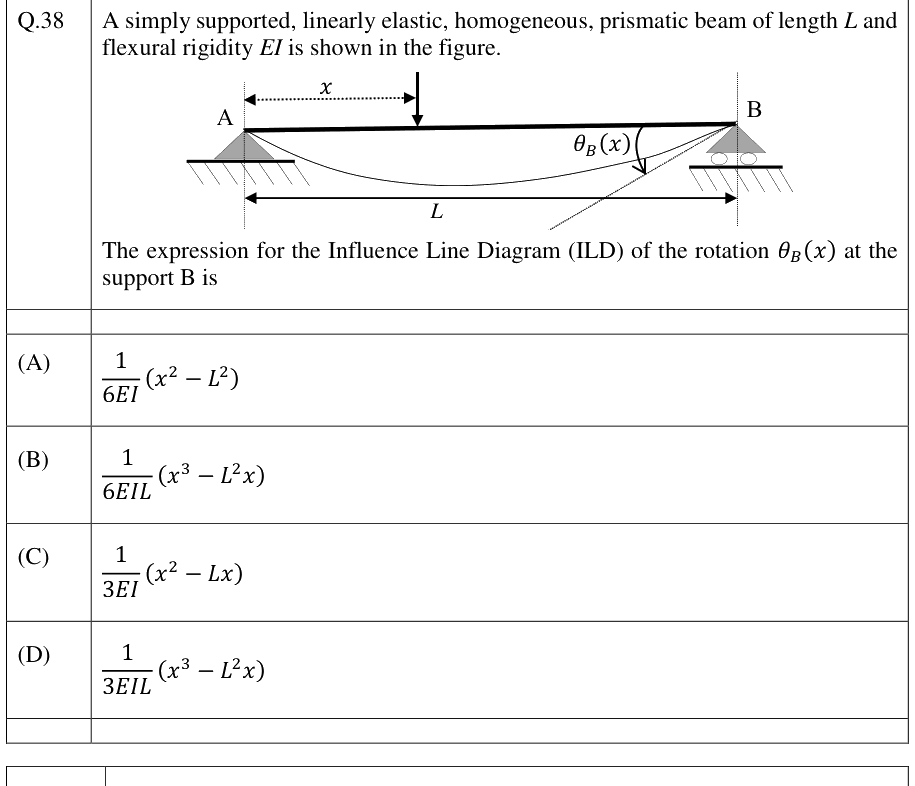 Q.38
A simply supported, linearly elastic, homogeneous, prismatic beam of length L and
flexural rigidity EI is shown in the figure.
x
A
B
θ_B(x)
L
The expression for the Influence Line Diagram (ILD) of the rotation θ_B(x) at the
support B is
(A) 1/6EI (x² − L²)
(B) 1/6EIL (x³ − L²x)
(C) 1/3EI (x² − Lx)
(D) 1/3EIL (x³ − L²x)